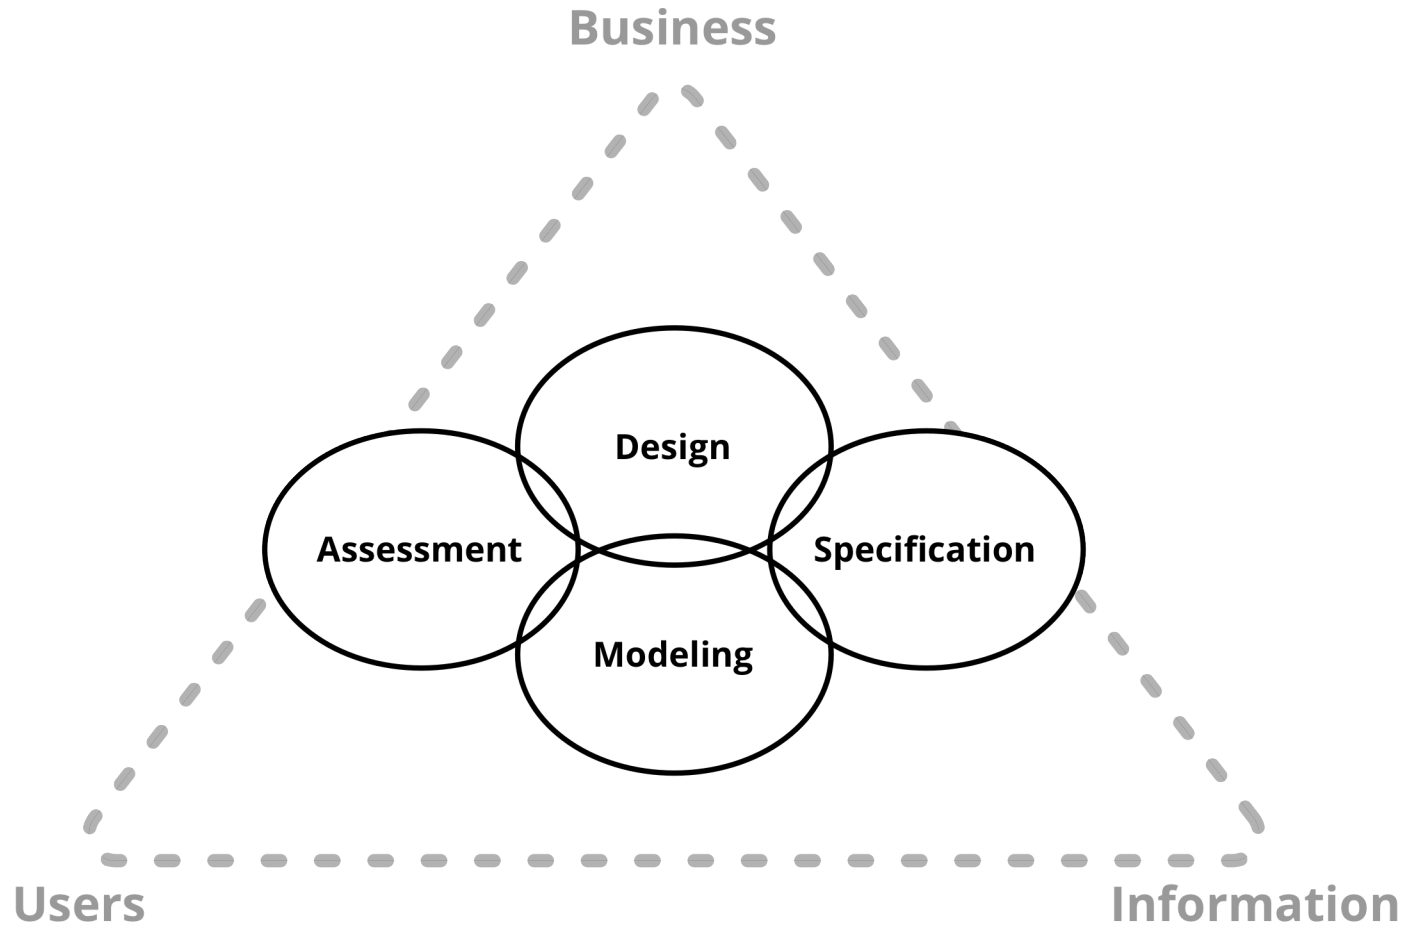 Business
Design
Assessment
Specification
Modeling
Users
Information